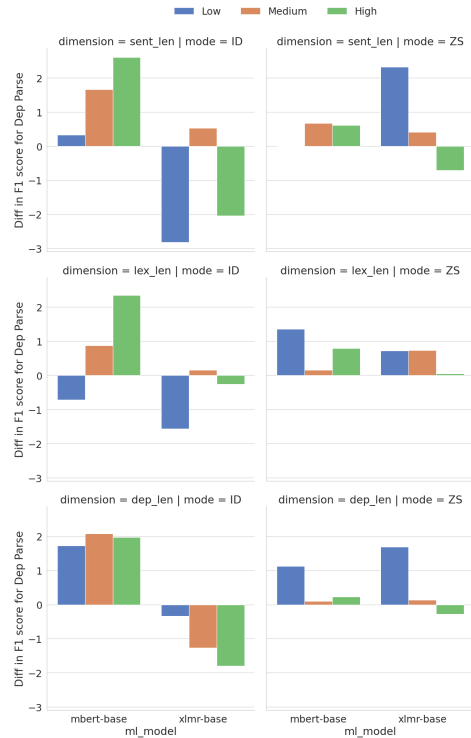 Low Medium High
dimension = sent_len | mode = ID
dimension = sent_len | mode = ZS
Diff in F1 score for Dep Parse
2
1
0
−1
−2
−3
dimension = lex_len | mode = ID
dimension = lex_len | mode = ZS
Diff in F1 score for Dep Parse
2
1
0
−1
−2
−3
dimension = dep_len | mode = ID
dimension = dep_len | mode = ZS
Diff in F1 score for Dep Parse
2
1
0
−1
−2
−3
mbert-base xlmr-base
ml_model
mbert-base xlmr-base
ml_model